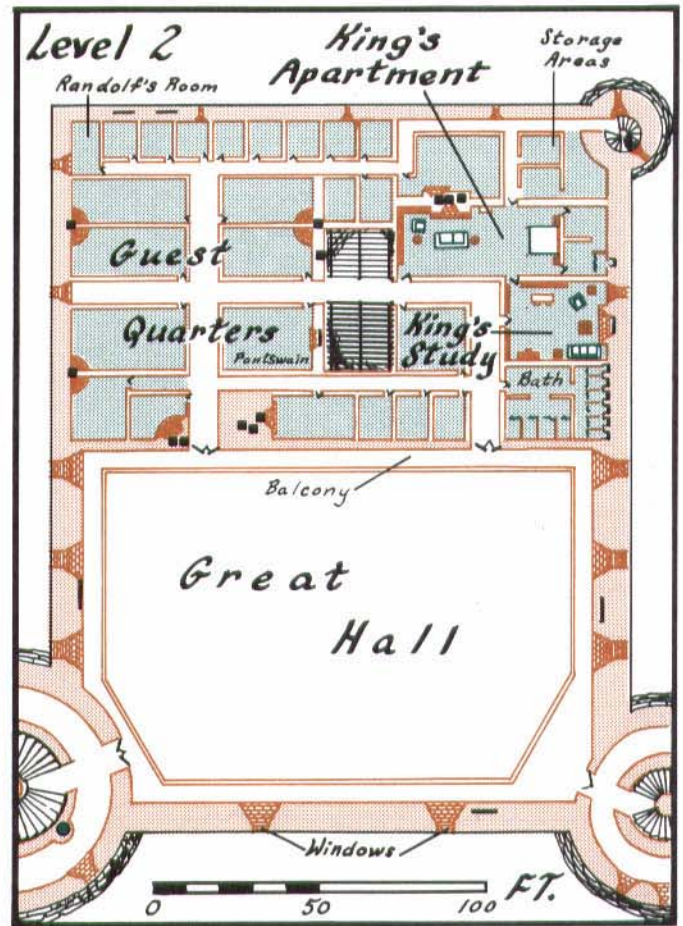 Level 2
King's
Apartment
Storage
Areas
Randolf's Room
Guest
Quarters
Pantswain
King's
Study
Bath
Balcony
Great
Hall
Windows
0 50 100 FT.